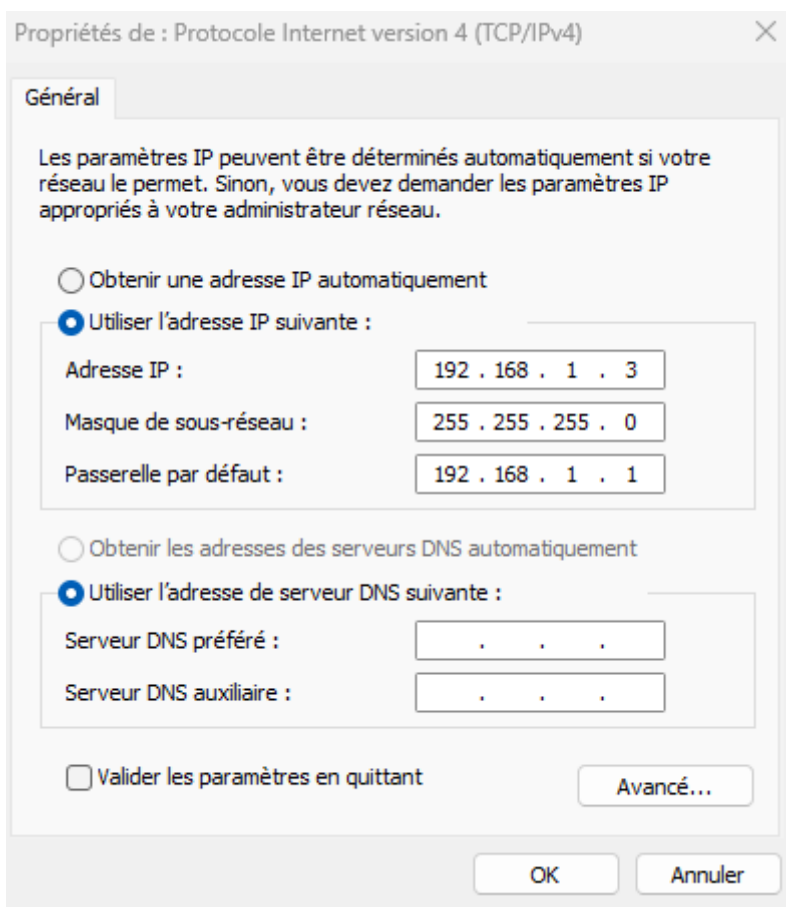 Propriétés de : Protocole Internet version 4 (TCP/IPv4)
Général
Les paramètres IP peuvent être déterminés automatiquement si votre
réseau le permet. Sinon, vous devez demander les paramètres IP
appropriés à votre administrateur réseau.
Obtenir une adresse IP automatiquement
Utiliser l’adresse IP suivante :
Adresse IP : 192 . 168 . 1 . 3
Masque de sous-réseau : 255 . 255 . 255 . 0
Passerelle par défaut : 192 . 168 . 1 . 1
Obtenir les adresses des serveurs DNS automatiquement
Utiliser l’adresse de serveur DNS suivante :
Serveur DNS préféré : . . .
Serveur DNS auxiliaire : . . .
Valider les paramètres en quittant
Avancé...
OK Annuler